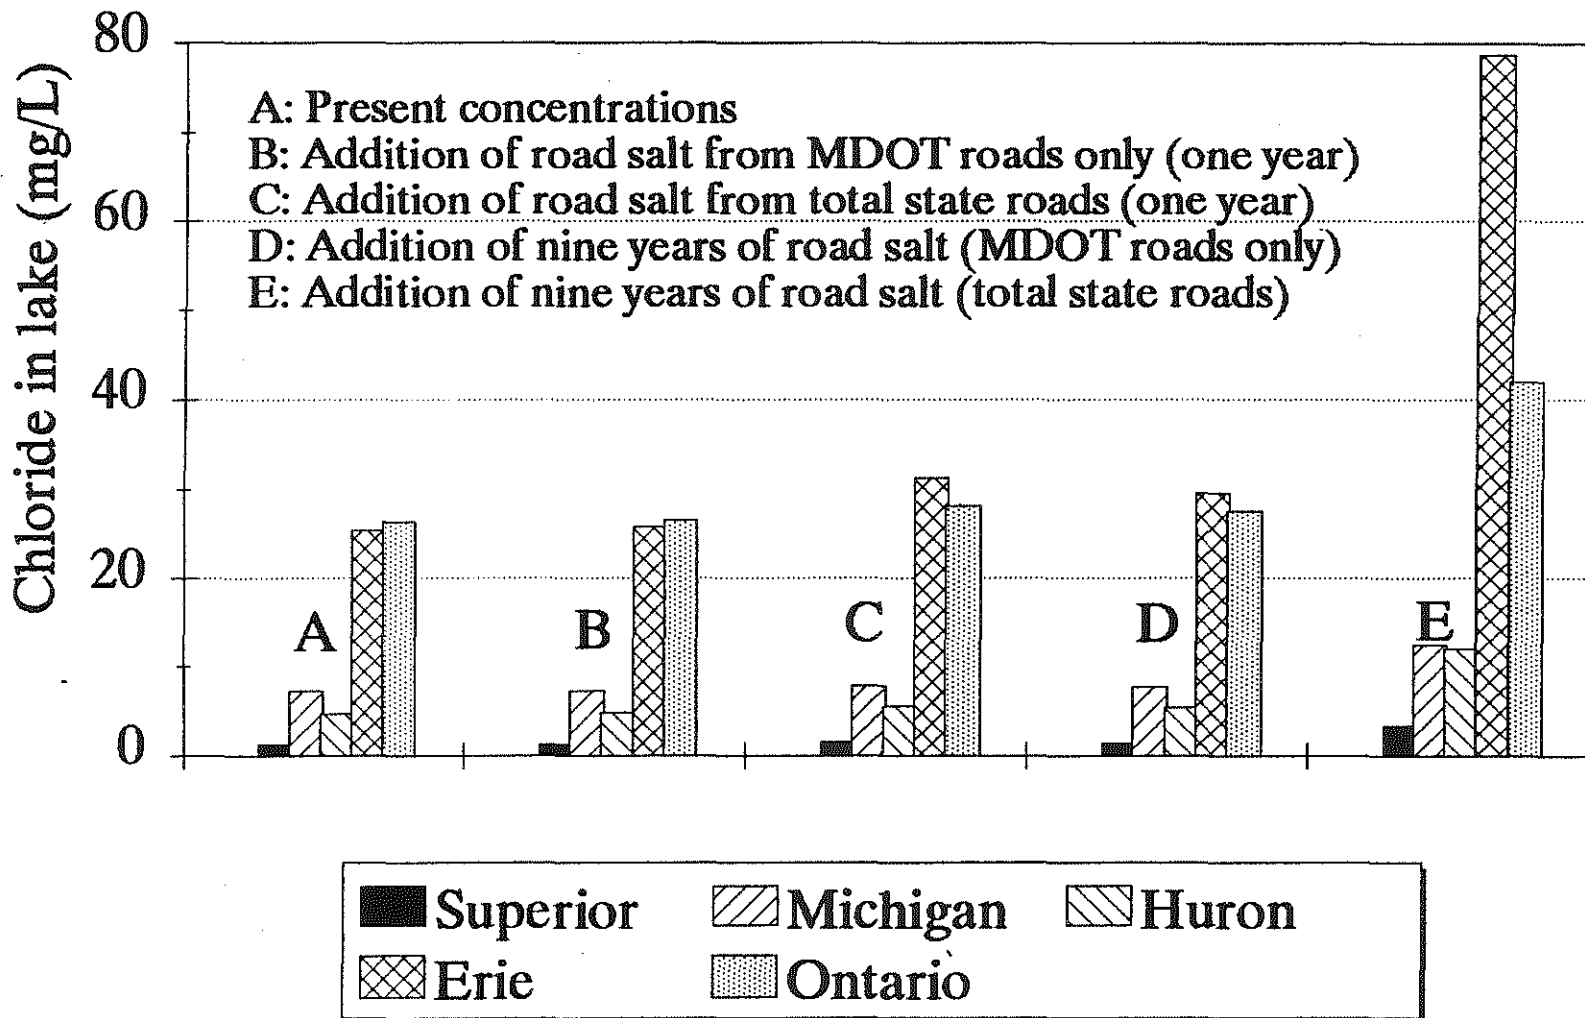 80
A: Present concentrations
B: Addition of road salt from MDOT roads only (one year)
C: Addition of road salt from total state roads (one year)
D: Addition of nine years of road salt (MDOT roads only)
E: Addition of nine years of road salt (total state roads)
Chloride in lake (mg/L)
60
40
20
0
A
B
C
D
E
Superior
Michigan
Huron
Erie
Ontario